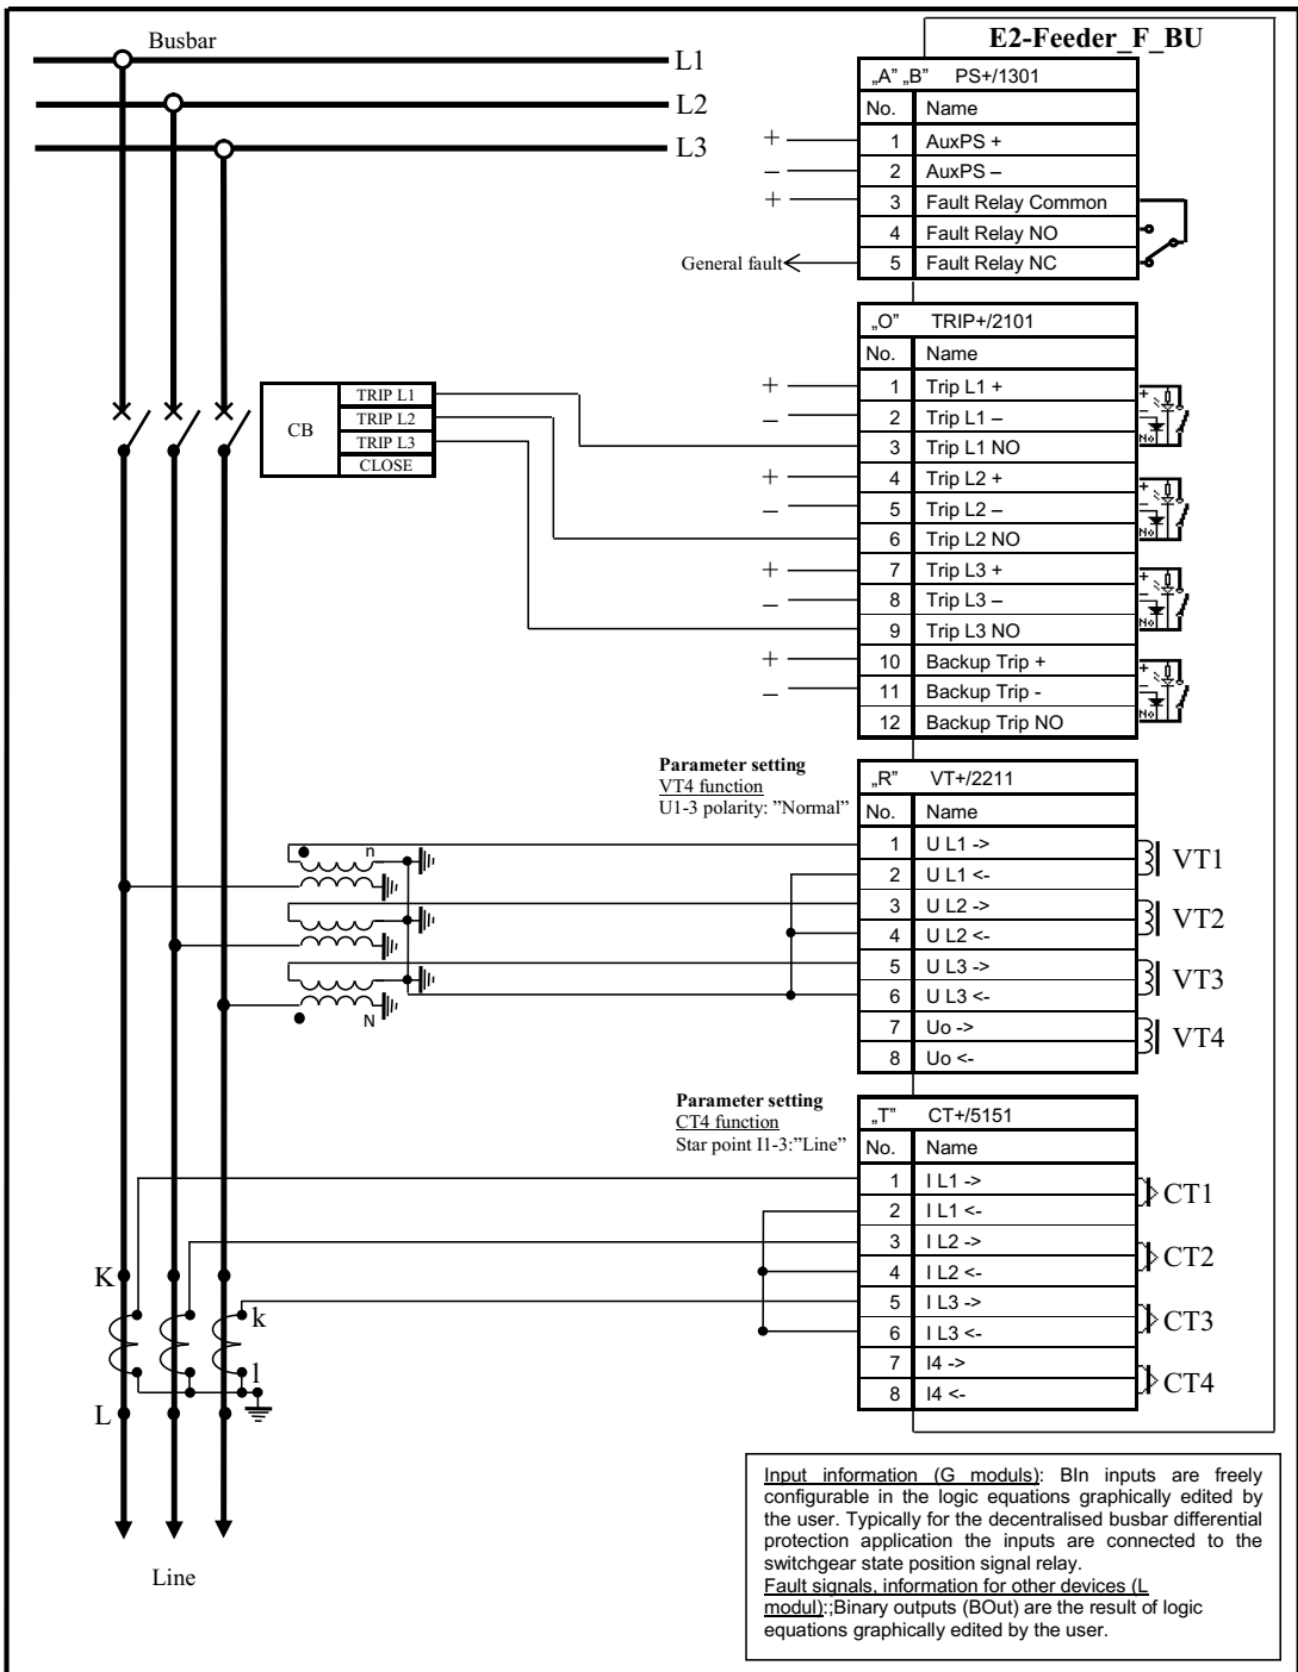 Busbar
L1
L2
L3
E2-Feeder_F_BU
„A” „B” PS+/1301
No. Name
+ 1 AuxPS +
– 2 AuxPS –
+ 3 Fault Relay Common
4 Fault Relay NO
General fault 5 Fault Relay NC
„O” TRIP+/2101
No. Name
+ 1 Trip L1 +
– 2 Trip L1 –
3 Trip L1 NO
+ 4 Trip L2 +
– 5 Trip L2 –
6 Trip L2 NO
+ 7 Trip L3 +
– 8 Trip L3 –
9 Trip L3 NO
+ 10 Backup Trip +
– 11 Backup Trip -
12 Backup Trip NO
+
–
No
+
–
No
+
–
No
+
–
No
CB
TRIP L1
TRIP L2
TRIP L3
CLOSE
Parameter setting
VT4 function
U1-3 polarity: ”Normal”
„R” VT+/2211
No. Name
1 U L1 ->
2 U L1 <-
3 U L2 ->
4 U L2 <-
5 U L3 ->
6 U L3 <-
7 Uo ->
8 Uo <-
VT1
VT2
VT3
VT4
n
N
Parameter setting
CT4 function
Star point I1-3:”Line”
„T” CT+/5151
No. Name
1 I L1 ->
2 I L1 <-
3 I L2 ->
4 I L2 <-
5 I L3 ->
6 I L3 <-
7 I4 ->
8 I4 <-
CT1
CT2
CT3
CT4
K
k
l
L
Line
Input information (G moduls): BIn inputs are freely
configurable in the logic equations graphically edited by
the user. Typically for the decentralised busbar differential
protection application the inputs are connected to the
switchgear state position signal relay.
Fault signals, information for other devices (L
modul):;Binary outputs (BOut) are the result of logic
equations graphically edited by the user.